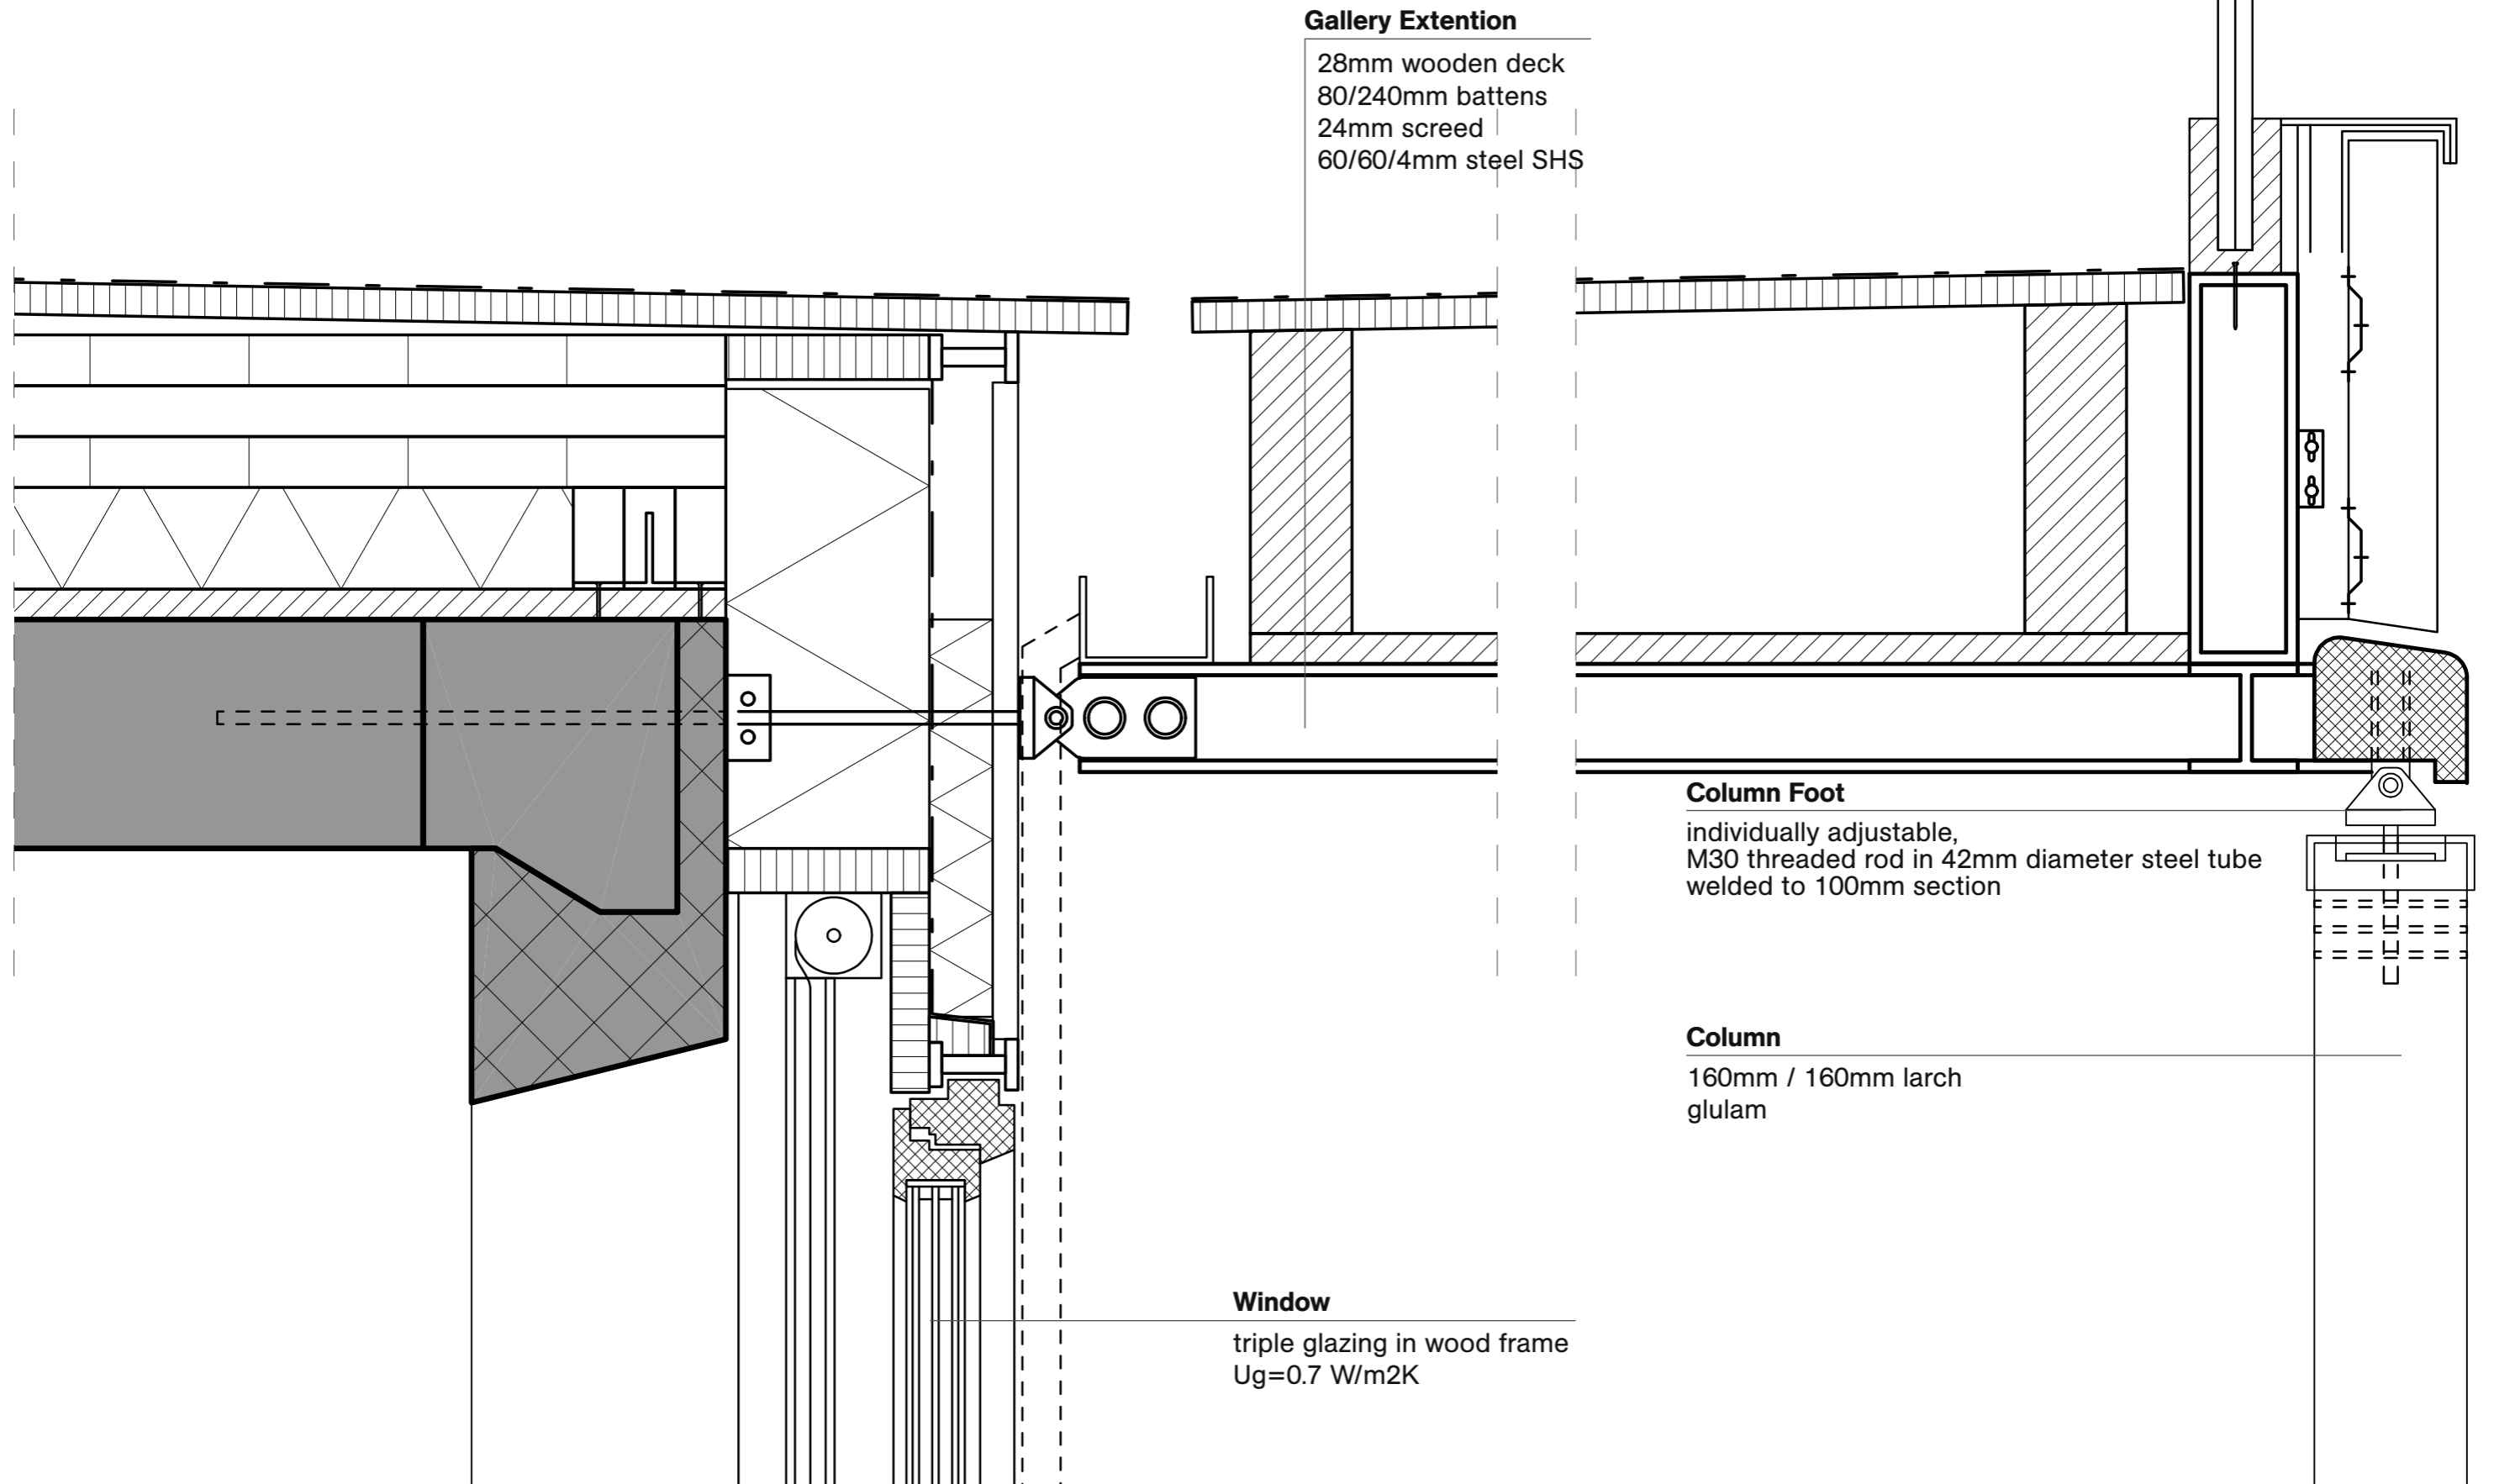 Gallery Extention
28mm wooden deck
80/240mm battens
24mm screed
60/60/4mm steel SHS
Column Foot
individually adjustable,
M30 threaded rod in 42mm diameter steel tube
welded to 100mm section
Column
160mm / 160mm larch
glulam
Window
triple glazing in wood frame
Ug=0.7 W/m2K